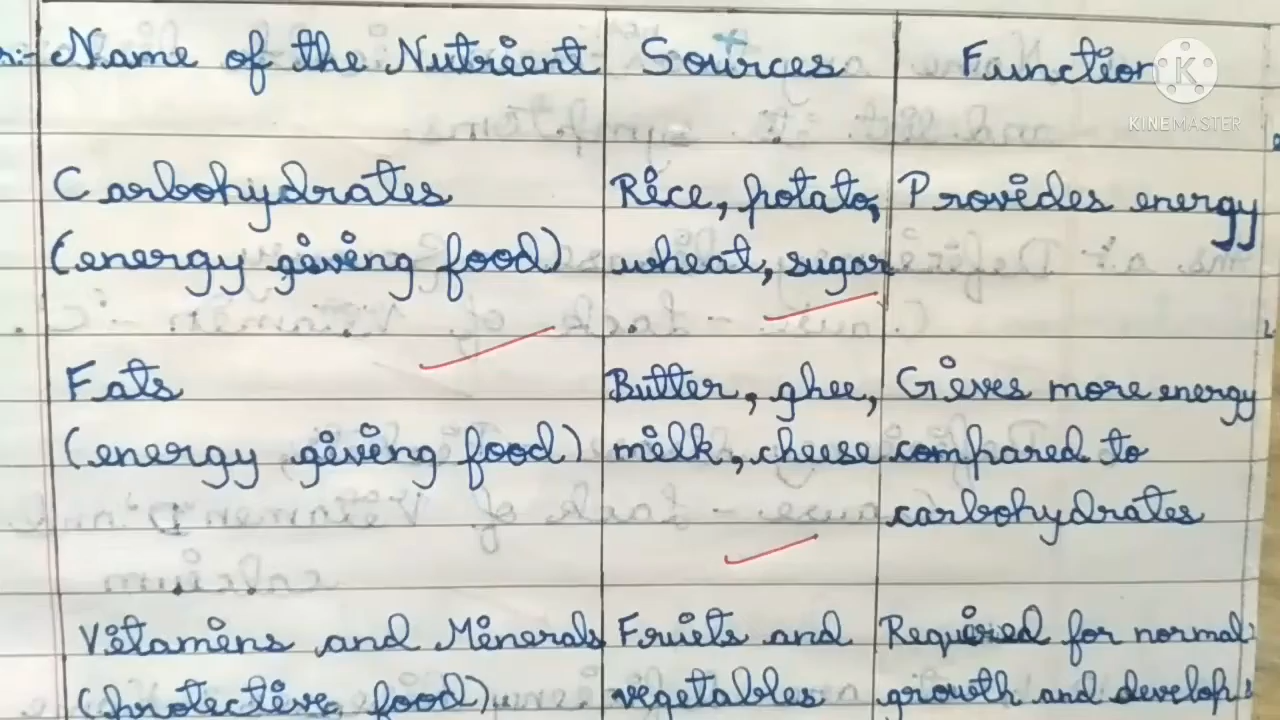 n:- Name of the Nutrient Sources Function
Carbohydrates Rice, potato, Provides energy
(energy giving food) wheat, sugar
Fats Butter, ghee, Gives more energy
(energy giving food) milk, cheese compared to
carbohydrates
Vitamins and Minerals Fruits and Required for normal
(protective food) vegetables growth and develop
KINEMASTER